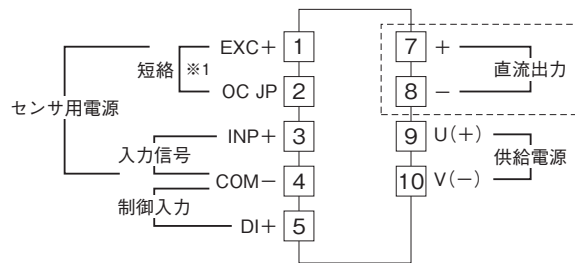 EXC+ 1 7 +
短絡 ※1 直流出力
OC JP 2 8 −
センサ用電源
INP+ 3 9 U(+)
入力信号 供給電源
COM− 4 10 V(−)
制御入力
DI+ 5